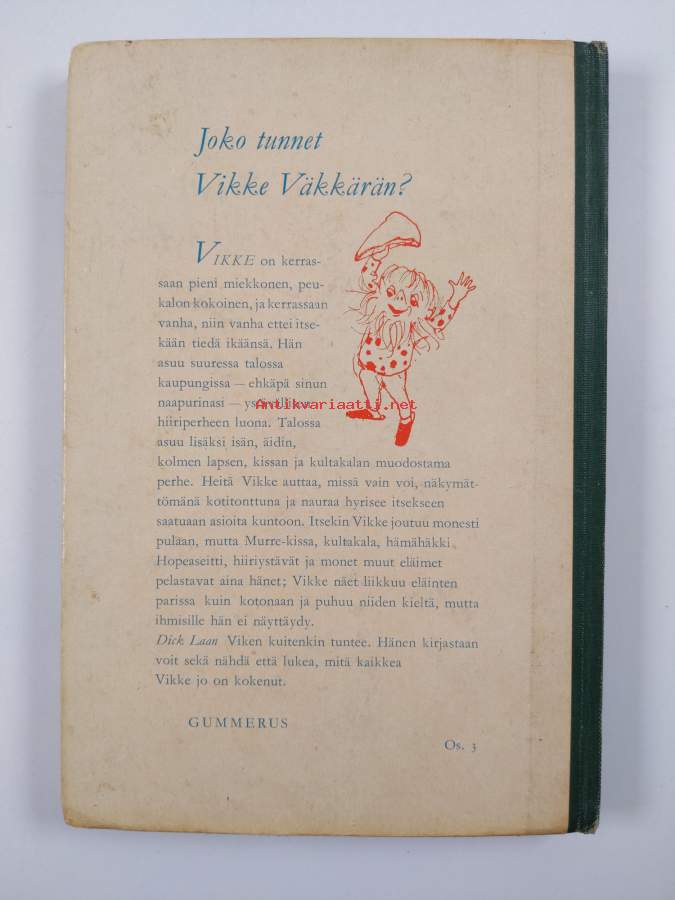 Joko tunnet
Vikke Väkkärän?
VIKKE on kerras-
saan pieni miekkonen, peu-
kalon kokoinen, ja kerrassaan
vanha, niin vanha ettei itse-
kään tiedä ikäänsä. Hän
asuu suuressa talossa
kaupungissa — ehkäpä sinun
naapurinasi —
Antikvariaatti.net
hiiriperheen luona. Talossa
asuu lisäksi isän, äidin,
kolmen lapsen, kissan ja kultakalan muodostama
perhe. Heitä Vikke auttaa, missä vain voi, näkymät-
tömänä kotitonttuna ja nauraa hyrisee itsekseen
saatuaan asioita kuntoon. Itsekin Vikke joutuu monesti
pulaan, mutta Murre-kissa, kultakala, hämähäkki
Hopeaseitti, hiiriystävät ja monet muut eläimet
pelastavat aina hänet; Vikke näet liikkuu eläinten
parissa kuin kotonaan ja puhuu niiden kieltä, mutta
ihmisille hän ei näyttäydy.
Dick Laan Viken kuitenkin tuntee. Hänen kirjastaan
voit sekä nähdä että lukea, mitä kaikkea
Vikke jo on kokenut.
GUMMERUS
Os. 3